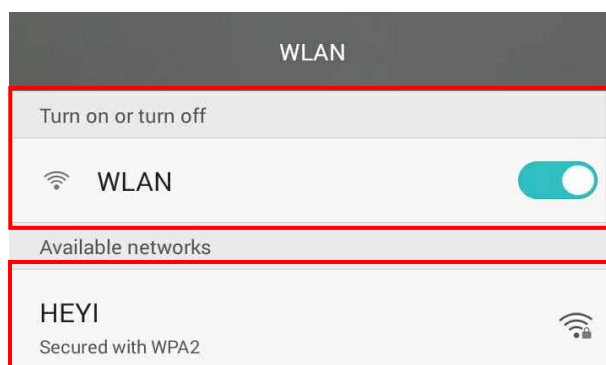 WLAN
Turn on or turn off
WLAN
Available networks
HEYI
Secured with WPA2